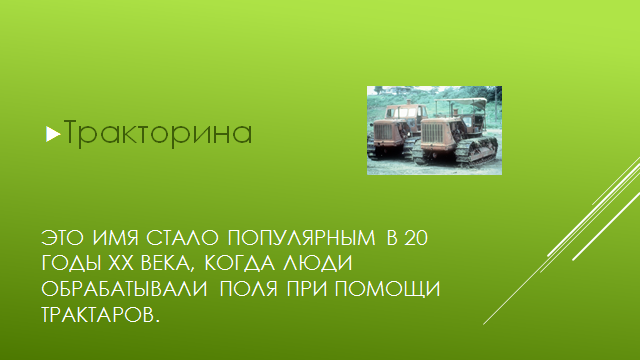 Тракторина
ЭТО ИМЯ СТАЛО ПОПУЛЯРНЫМ В 20
ГОДЫ XX ВЕКА, КОГДА ЛЮДИ
ОБРАБАТЫВАЛИ ПОЛЯ ПРИ ПОМОЩИ
ТРАКТАРОВ.